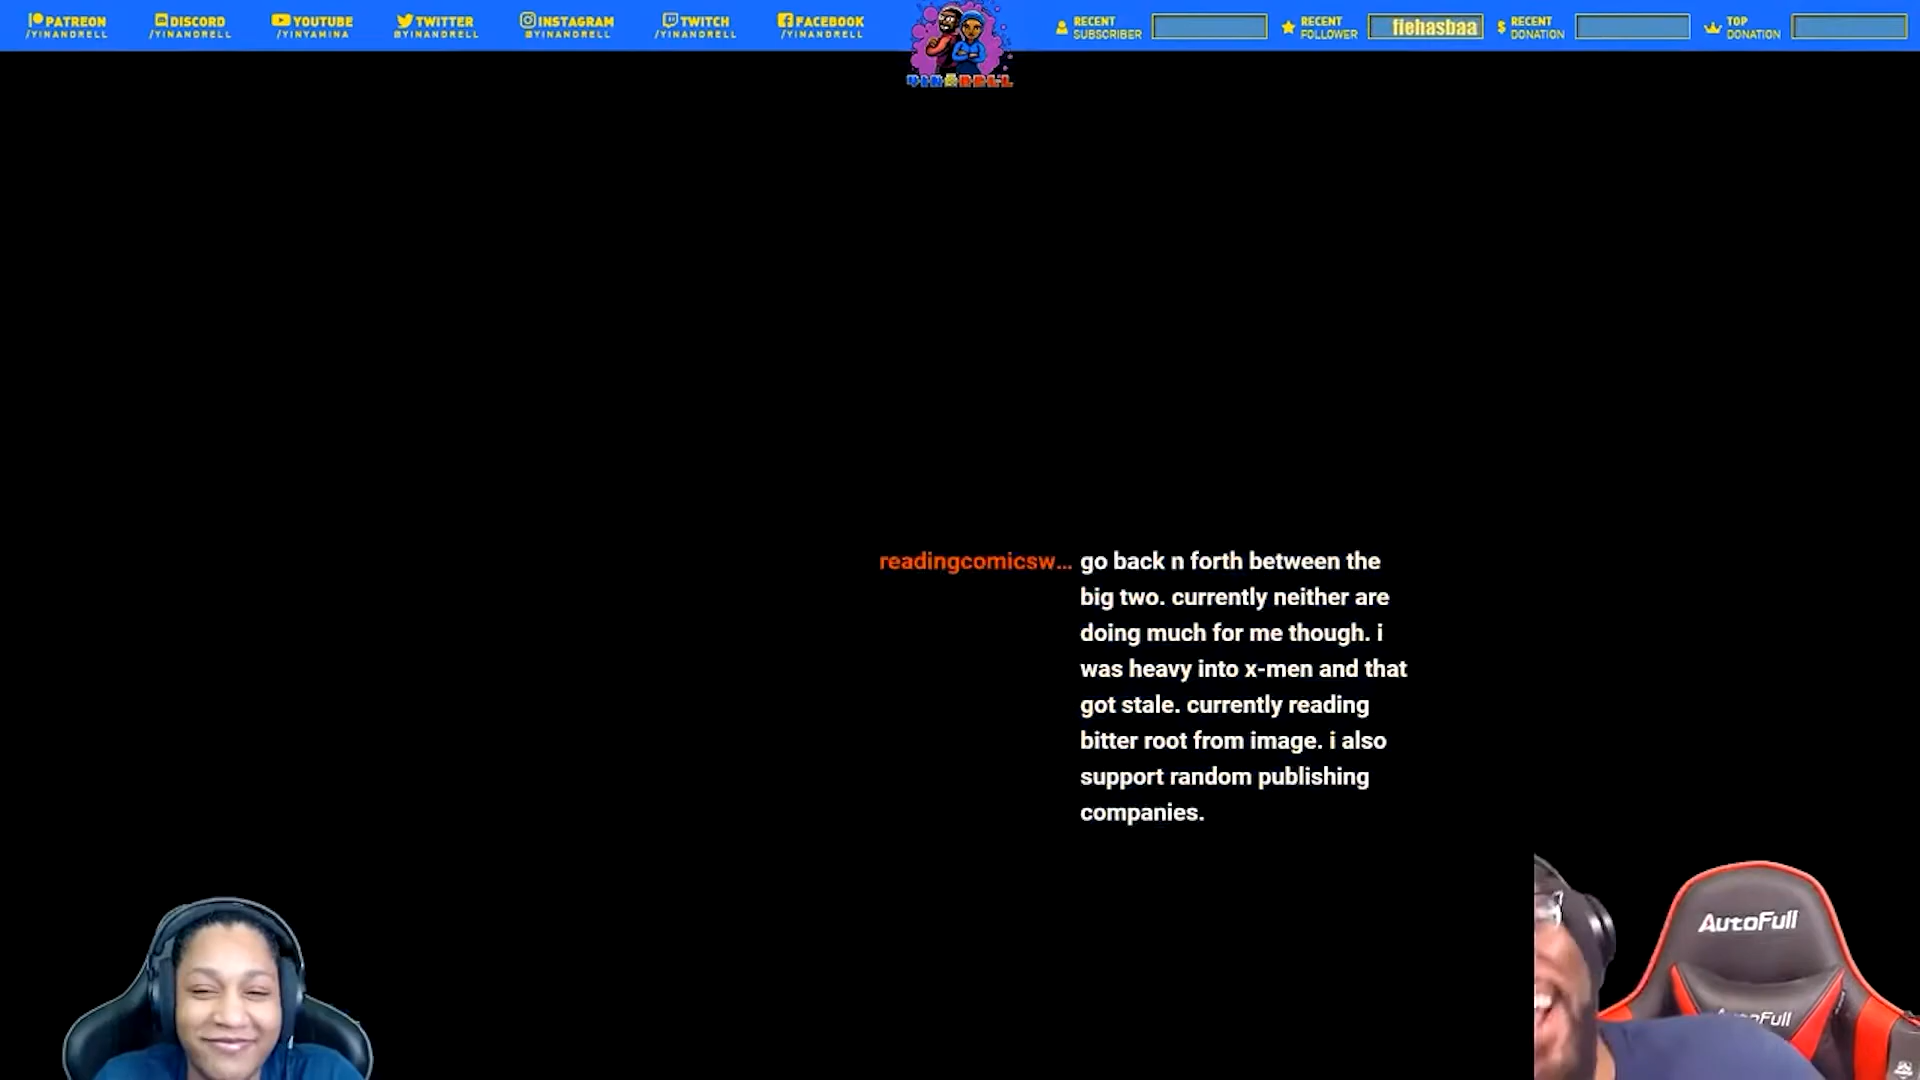 PATREON
/YINANDRELL
DISCORD
/YINANDRELL
YOUTUBE
/YINYAMINA
TWITTER
@YINANDRELL
INSTAGRAM
@YINANDRELL
TWITCH
/YINANDRELL
FACEBOOK
/YINANDRELL
YIN&RELL
RECENT
SUBSCRIBER
RECENT
FOLLOWER
fiehasbaa
RECENT
DONATION
TOP
DONATION
readingcomicsw... go back n forth between the
big two. currently neither are
doing much for me though. i
was heavy into x-men and that
got stale. currently reading
bitter root from image. i also
support random publishing
companies.
AutoFull